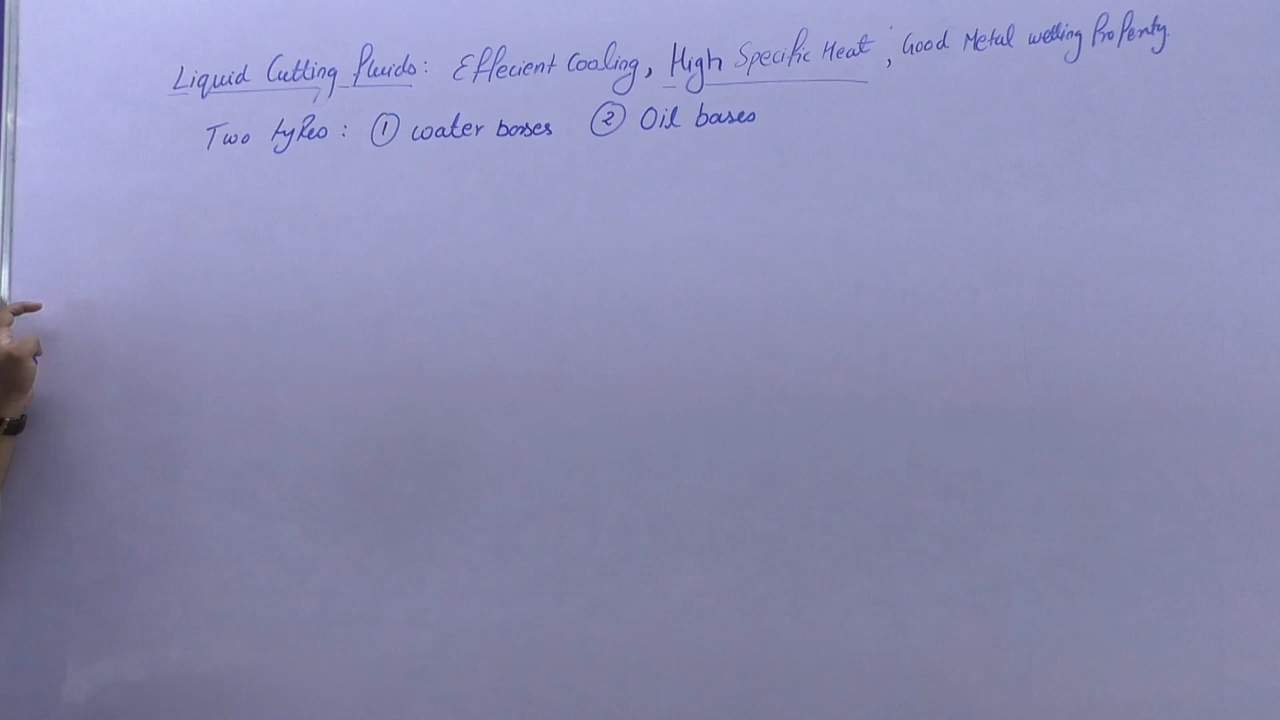 Liquid Cutting fluids: Effecient Cooling, High Specific Heat, Good Metal wetting Property.
Two types: ① water bases ② Oil bases